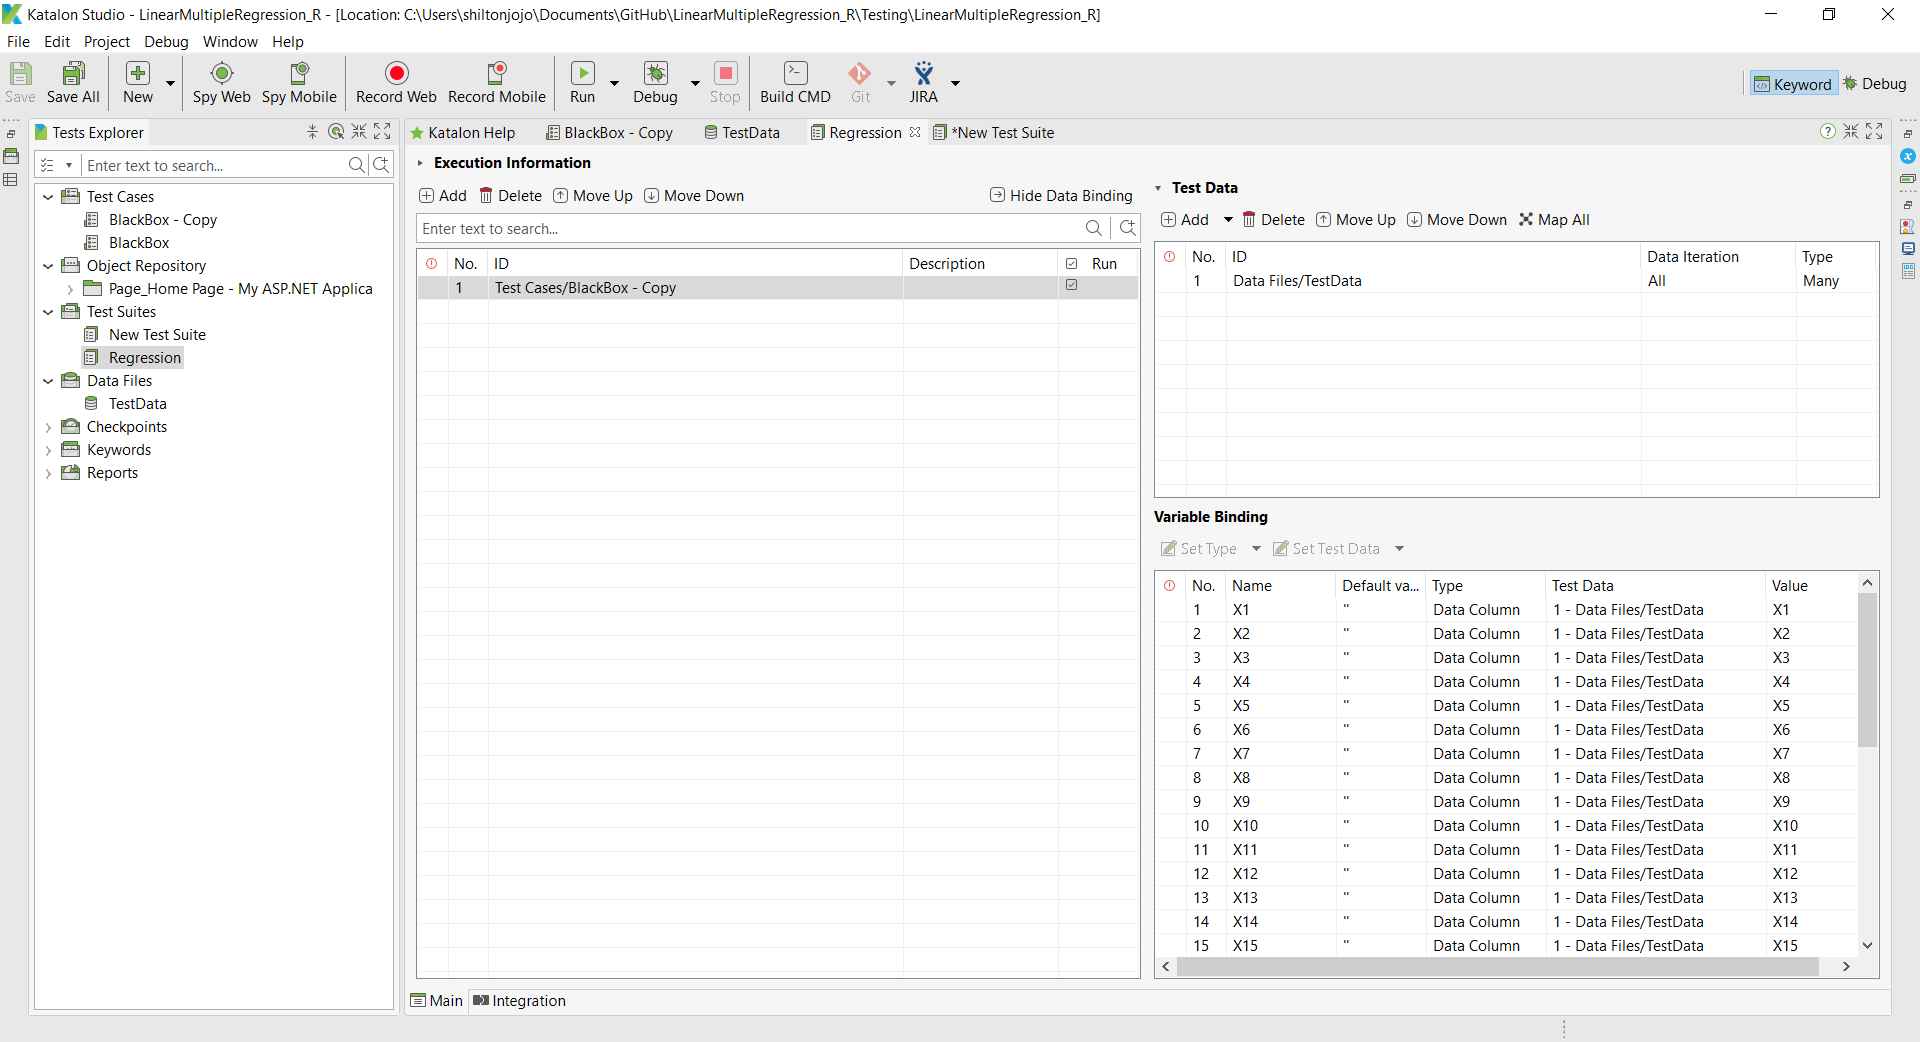 Katalon Studio - LinearMultipleRegression_R - [Location: C:\Users\shiltonjojo\Documents\GitHub\LinearMultipleRegression_R\Testing\LinearMultipleRegression_R]
File Edit Project Debug Window Help
Save Save All New Spy Web Spy Mobile Record Web Record Mobile Run Debug Stop Build CMD Git JIRA Keyword Debug
Tests Explorer
Enter text to search...
Test Cases
BlackBox - Copy
BlackBox
Object Repository
Page_Home Page - My ASP.NET Applica
Test Suites
New Test Suite
Regression
Data Files
TestData
Checkpoints
Keywords
Reports
Katalon Help BlackBox - Copy TestData Regression *New Test Suite
Execution Information
Add Delete Move Up Move Down Hide Data Binding
Enter text to search...
No. ID Description Run
1 Test Cases/BlackBox - Copy
Main Integration
Test Data
Add Delete Move Up Move Down Map All
No. ID Data Iteration Type
1 Data Files/TestData All Many
Variable Binding
Set Type Set Test Data
No. Name Default va... Type Test Data Value
1 X1 '' Data Column 1 - Data Files/TestData X1
2 X2 '' Data Column 1 - Data Files/TestData X2
3 X3 '' Data Column 1 - Data Files/TestData X3
4 X4 '' Data Column 1 - Data Files/TestData X4
5 X5 '' Data Column 1 - Data Files/TestData X5
6 X6 '' Data Column 1 - Data Files/TestData X6
7 X7 '' Data Column 1 - Data Files/TestData X7
8 X8 '' Data Column 1 - Data Files/TestData X8
9 X9 '' Data Column 1 - Data Files/TestData X9
10 X10 '' Data Column 1 - Data Files/TestData X10
11 X11 '' Data Column 1 - Data Files/TestData X11
12 X12 '' Data Column 1 - Data Files/TestData X12
13 X13 '' Data Column 1 - Data Files/TestData X13
14 X14 '' Data Column 1 - Data Files/TestData X14
15 X15 '' Data Column 1 - Data Files/TestData X15